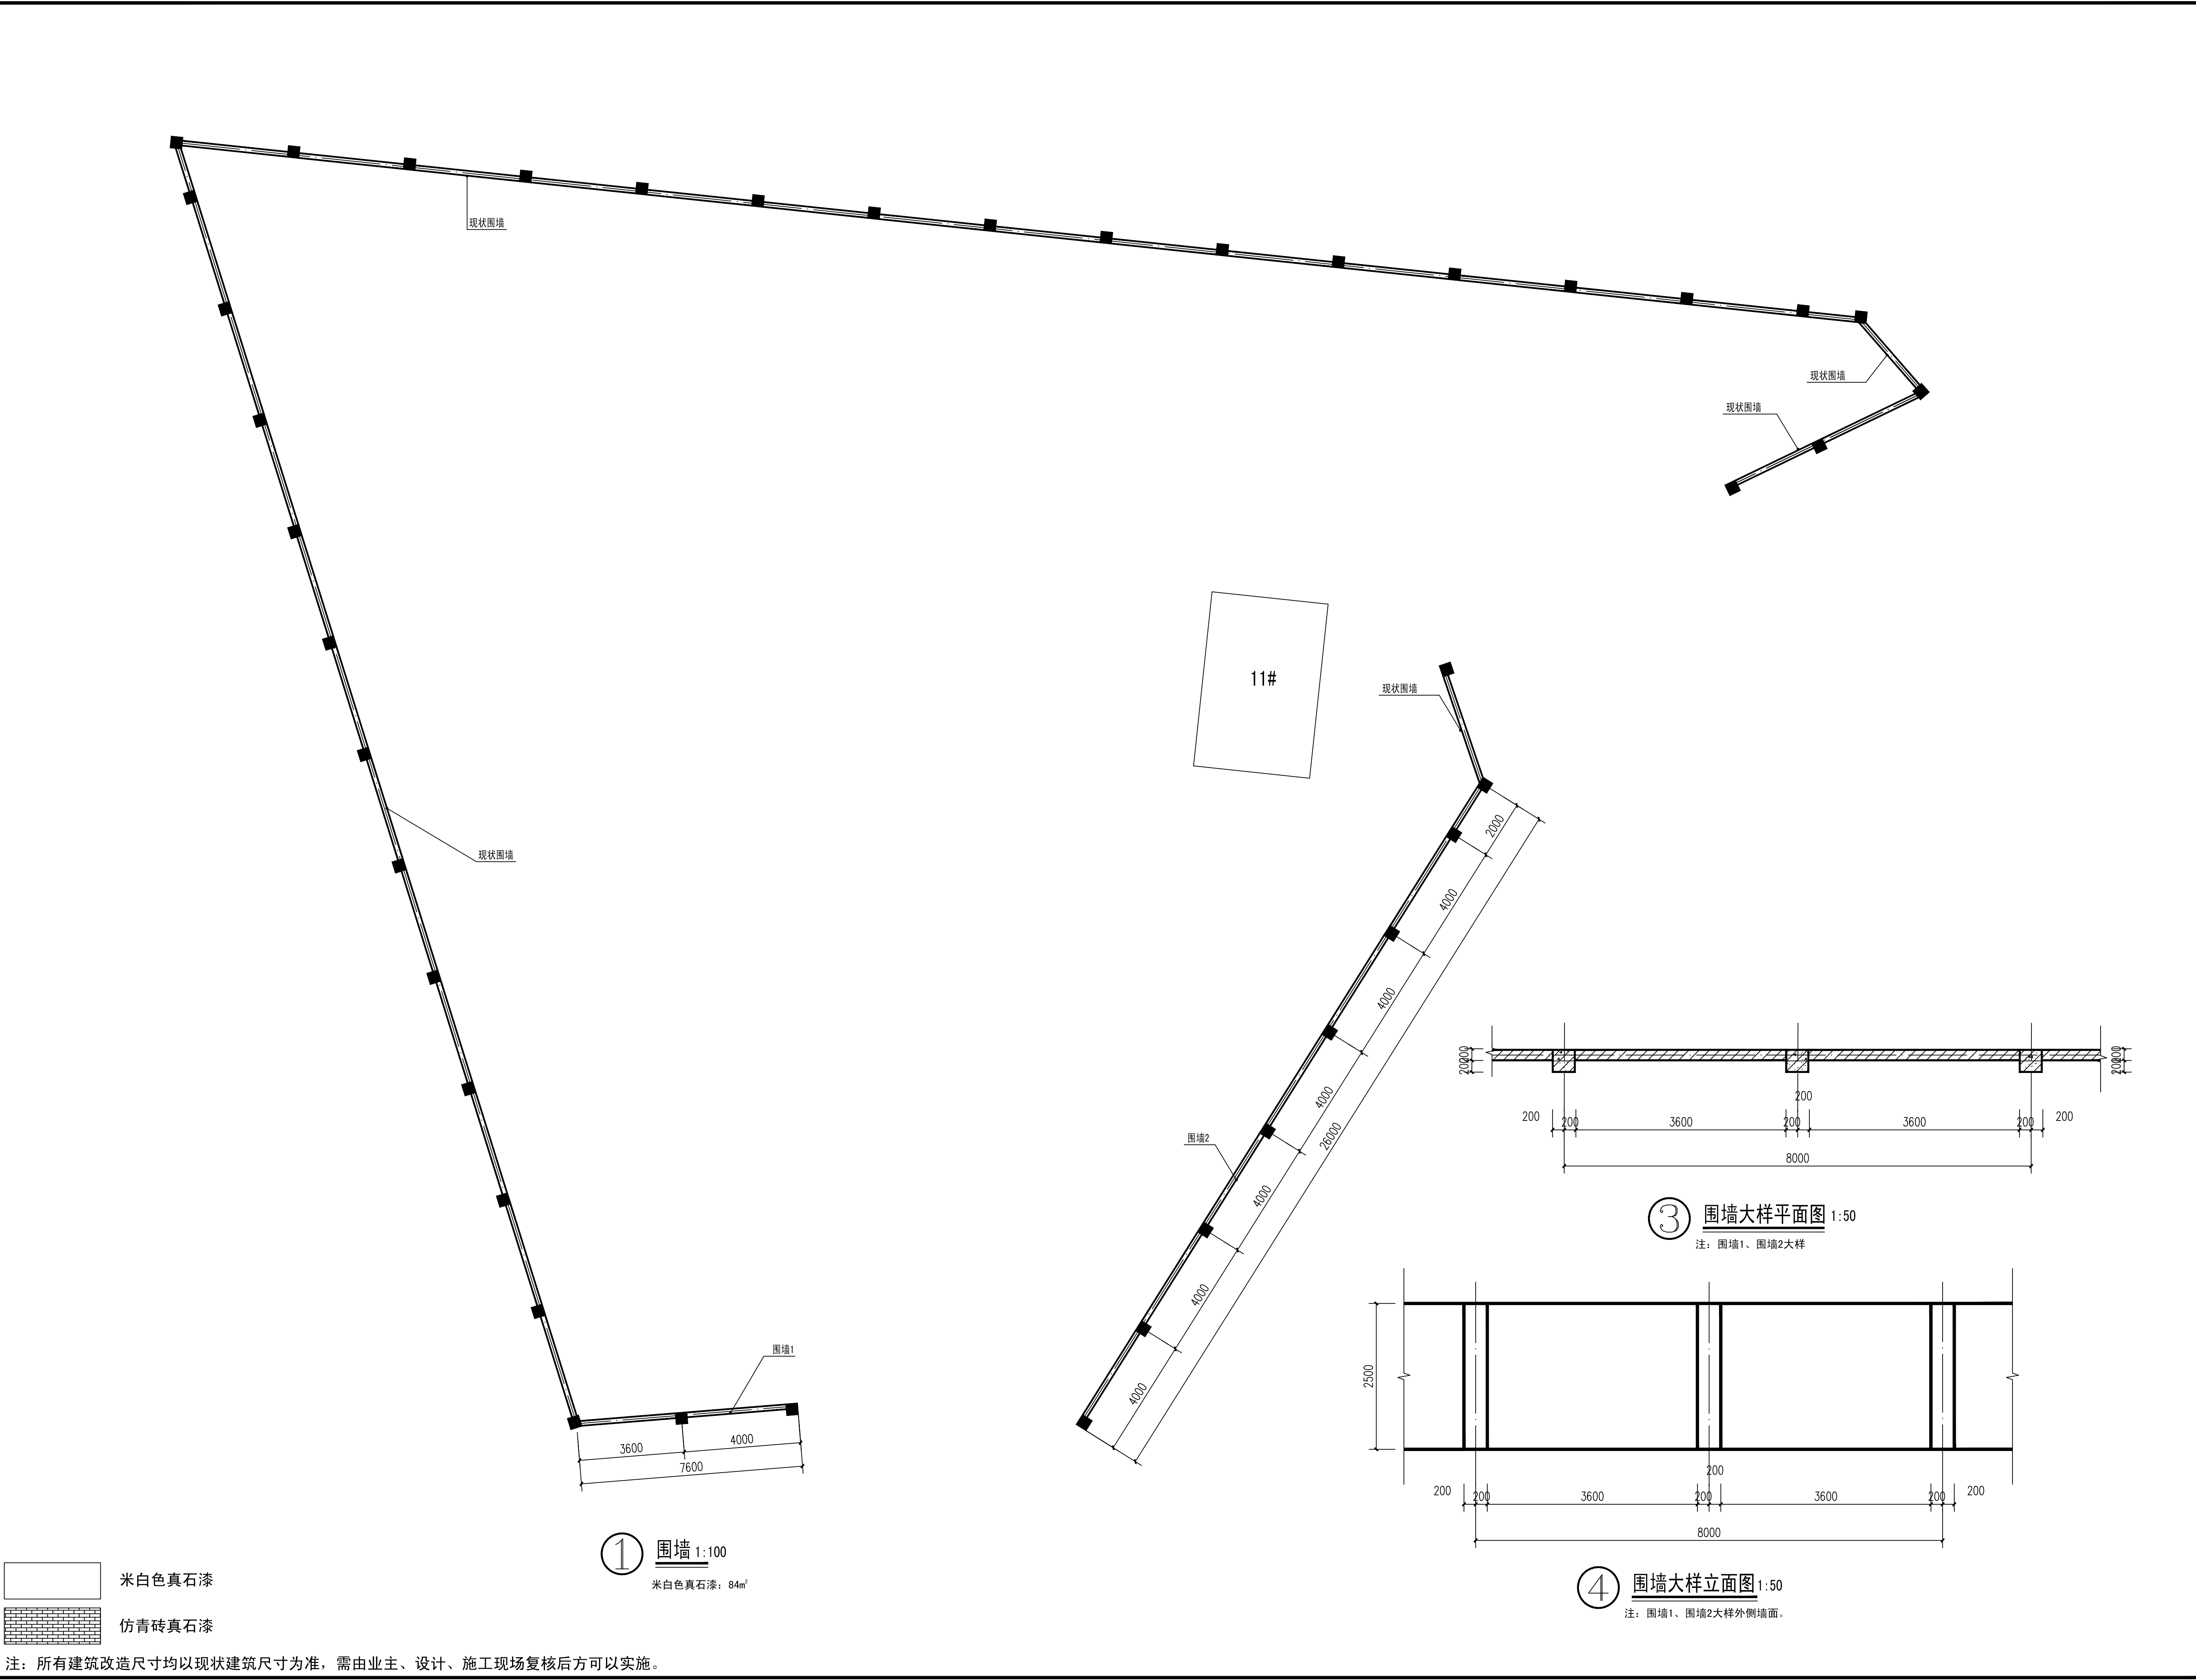 现状围墙
现状围墙
现状围墙
11#
现状围墙
现状围墙
2000
4000
4000
4000
4000
4000
4000
26000
围墙2
围墙1
3600
4000
7600
① 围墙 1:100
米白色真石漆：84m²
200
200
200
200
200
200
3600
200
200
3600
200
200
8000
③ 围墙大样平面图 1:50
注：围墙1、围墙2大样
2500
200
200
200
3600
200
3600
200
200
8000
④ 围墙大样立面图 1:50
注：围墙1、围墙2大样外侧墙面。
米白色真石漆
仿青砖真石漆
注：所有建筑改造尺寸均以现状建筑尺寸为准，需由业主、设计、施工现场复核后方可以实施。